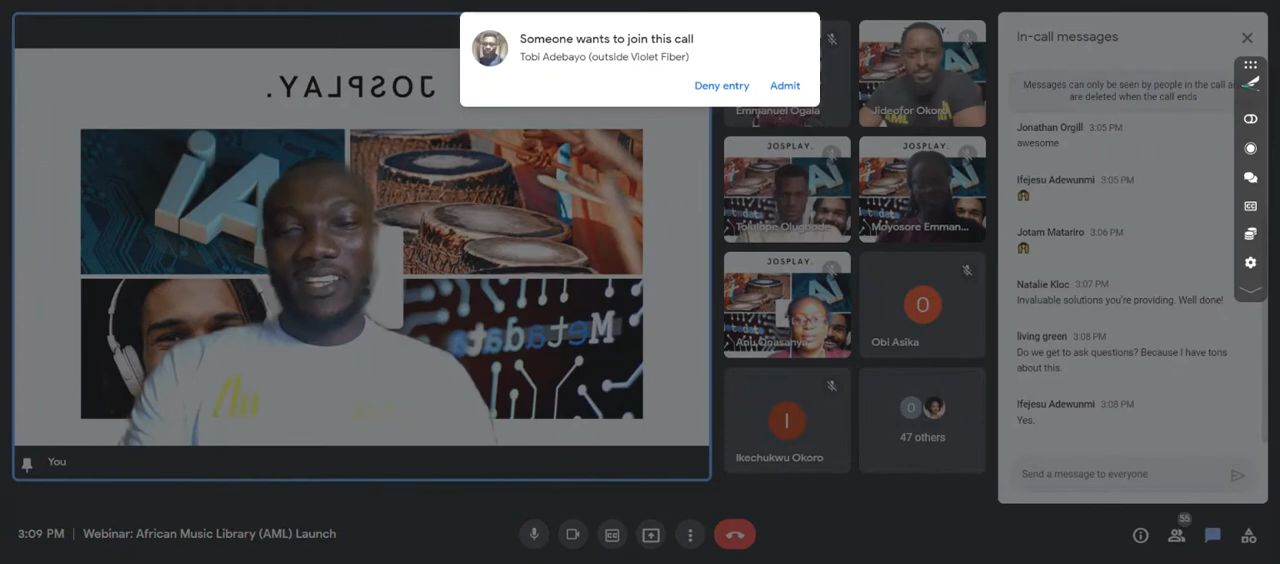 Someone wants to join this call
Tobi Adebayo (outside Violet Fiber)
Deny entry Admit
JOSPLAY.
iA
Metadata
You
Emmanuel Ogala
Jideofor Okoro
JOSPLAY.
Tolulope Olugbode
JOSPLAY.
Moyosore Emman...
JOSPLAY.
Anu Onasanya
O
Obi Asika
I
Ikechukwu Okoro
O
47 others
In-call messages
Messages can only be seen by people in the call a
are deleted when the call ends
Jonathan Orgill 3:05 PM
awesome
Ifejesu Adewunmi 3:05 PM
Jotam Matariro 3:06 PM
Natalie Kloc 3:07 PM
Invaluable solutions you're providing. Well done!
living green 3:08 PM
Do we get to ask questions? Because I have tons
about this.
Ifejesu Adewunmi 3:08 PM
Yes.
Send a message to everyone
3:09 PM | Webinar: African Music Library (AML) Launch
55